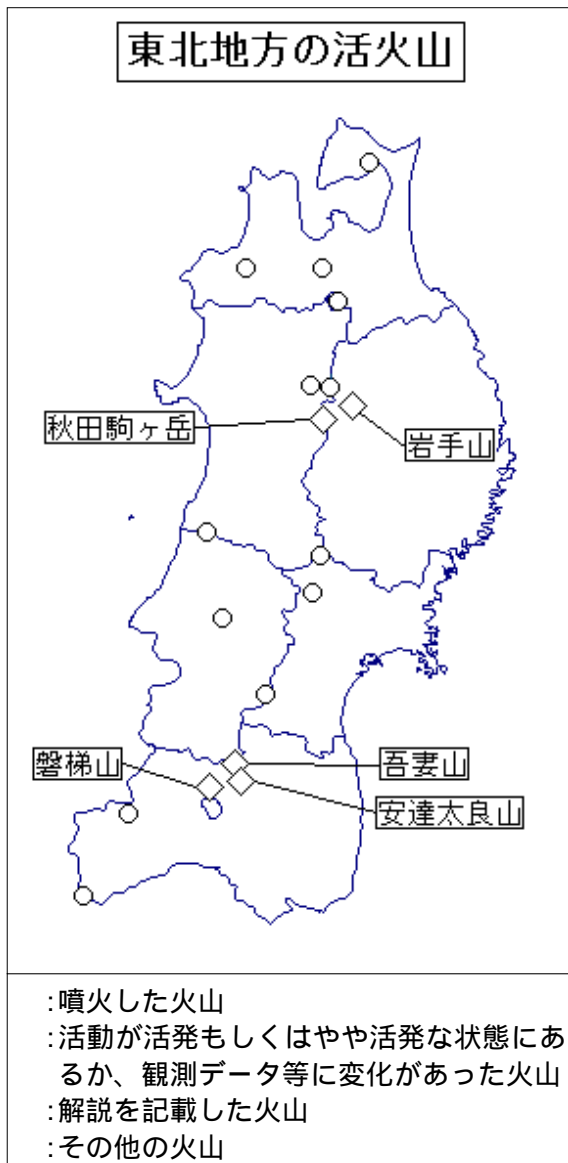 東北地方の活火山
秋田駒ヶ岳
岩手山
磐梯山
吾妻山
安達太良山
:噴火した火山
:活動が活発もしくはやや活発な状態にあ
るか、観測データ等に変化があった火山
:解説を記載した火山
:その他の火山